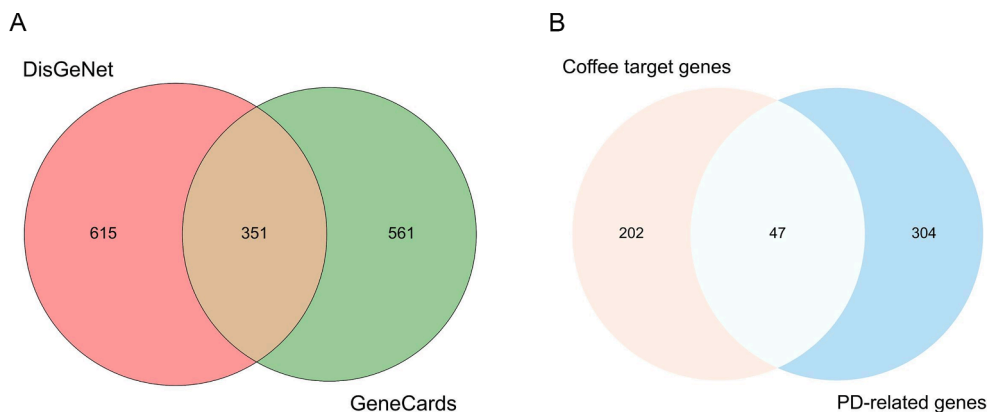 A
DisGeNet
615
351
561
GeneCards
B
Coffee target genes
202
47
304
PD-related genes